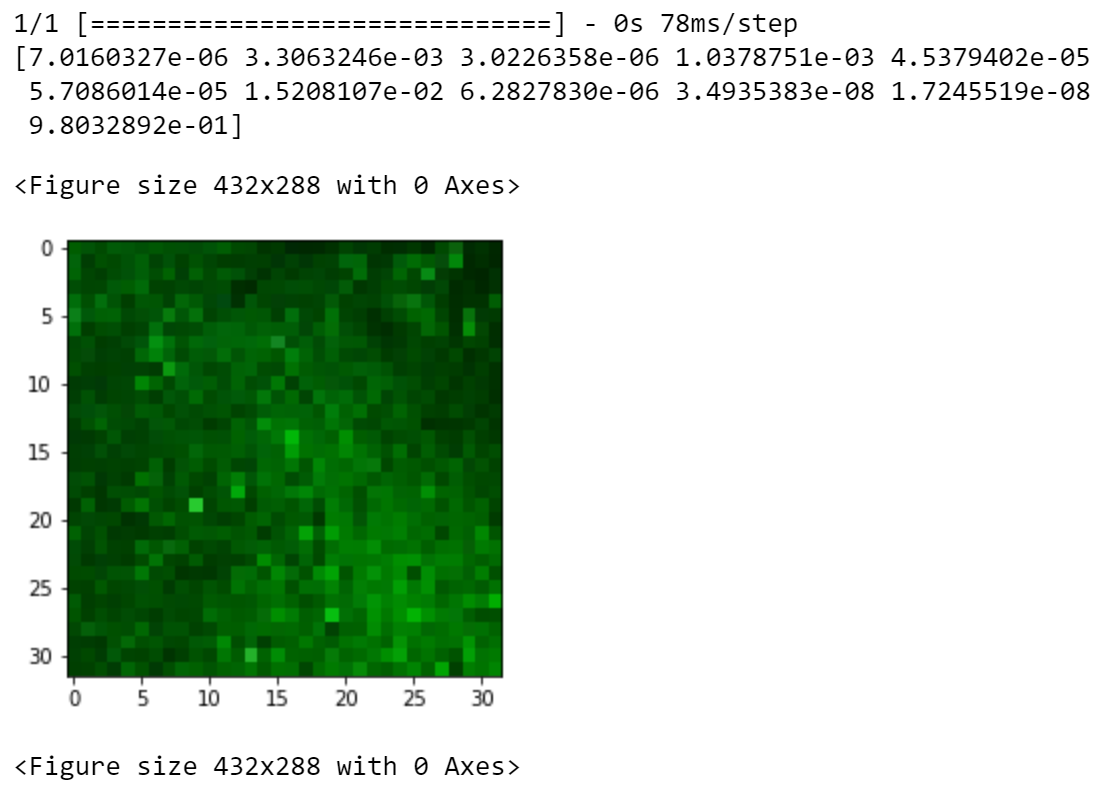 1/1 [==============================] - 0s 78ms/step
[7.0160327e-06 3.3063246e-03 3.0226358e-06 1.0378751e-03 4.5379402e-05
5.7086014e-05 1.5208107e-02 6.2827830e-06 3.4935383e-08 1.7245519e-08
9.8032892e-01]
<Figure size 432x288 with 0 Axes>
0
5
10
15
20
25
30
0 5 10 15 20 25 30
<Figure size 432x288 with 0 Axes>